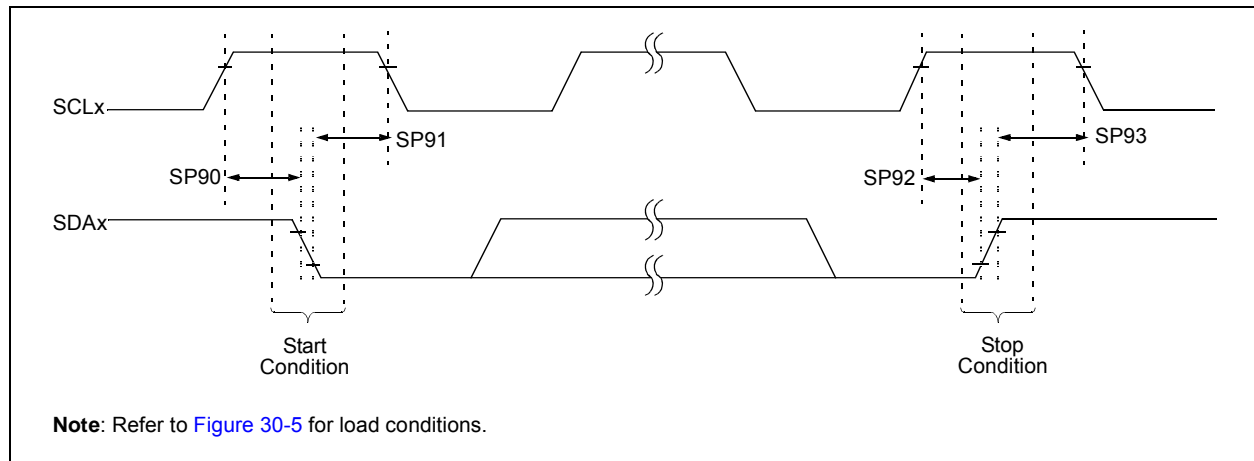 SCLx
SP91
SP93
SP90
SP92
SDAx
Start
Condition
Stop
Condition
Note: Refer to Figure 30-5 for load conditions.